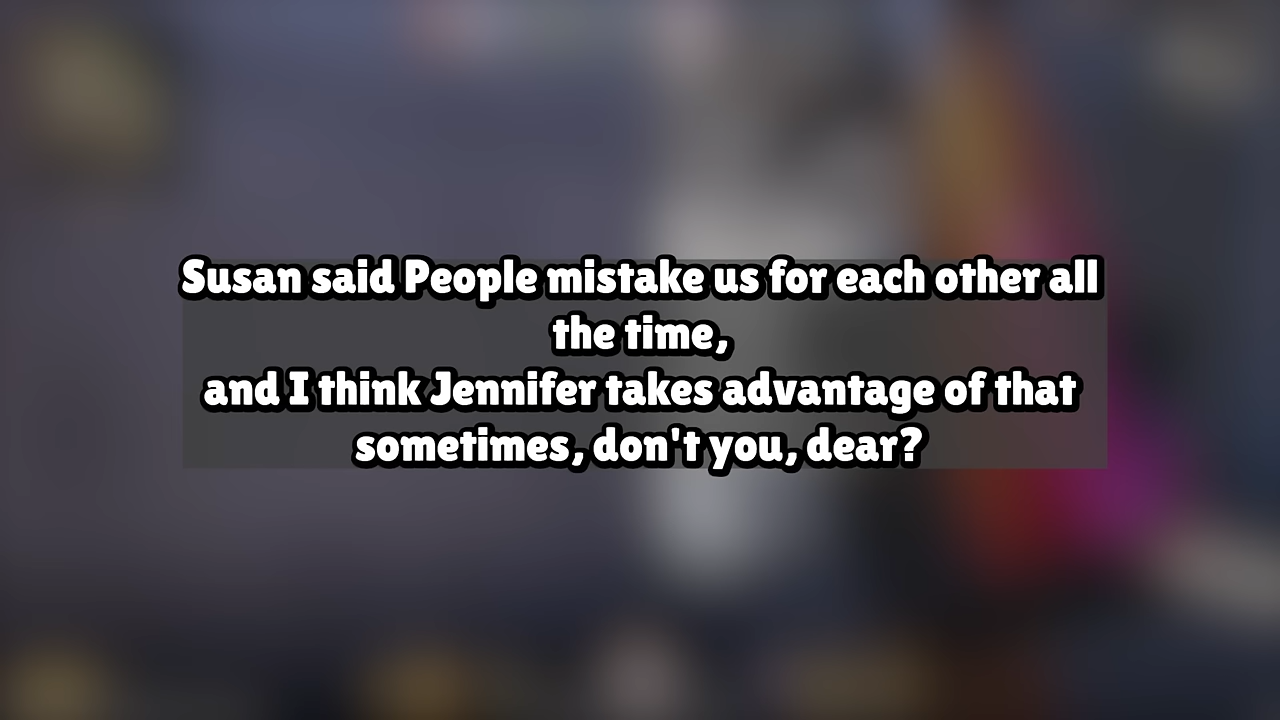 Susan said People mistake us for each other all
the time,
and I think Jennifer takes advantage of that
sometimes, don't you, dear?